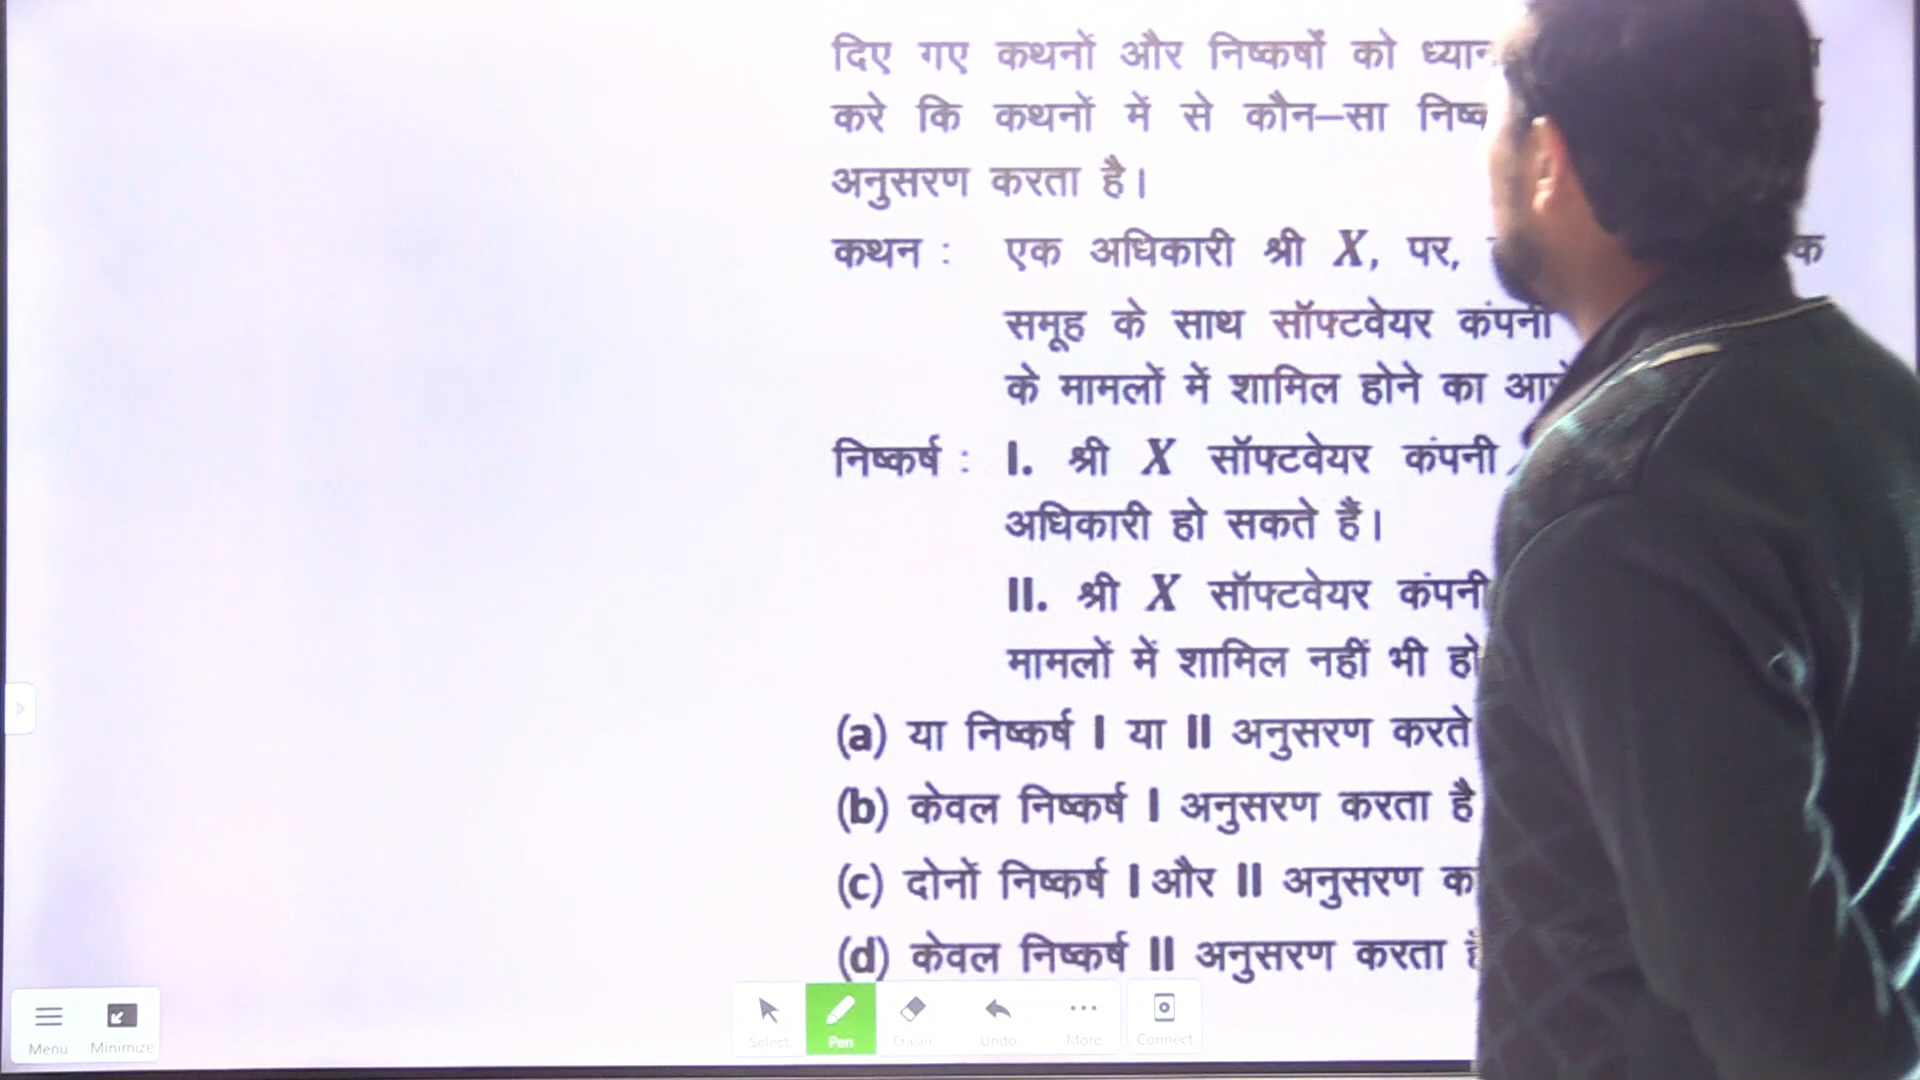 दिए गए कथनों और निष्कर्षों को
करे कि कथनों में से कौन–सा
अनुसरण करता है।
कथन : एक अधिकारी श्री X, पर, क
समूह के साथ सॉफ्टवेयर कंपनी
के मामलों में शामिल होने का
निष्कर्ष : I. श्री X सॉफ्टवेयर कंपनी
अधिकारी हो सकते हैं।
II. श्री X सॉफ्टवेयर कंपनी
मामलों में शामिल नहीं भी हो
(a) या निष्कर्ष I या II अनुसरण करते
(b) केवल निष्कर्ष I अनुसरण करता है
(c) दोनों निष्कर्ष I और II अनुसरण
(d) केवल निष्कर्ष II अनुसरण करता
Menu Minimize Select Pen Eraser Undo More Connect